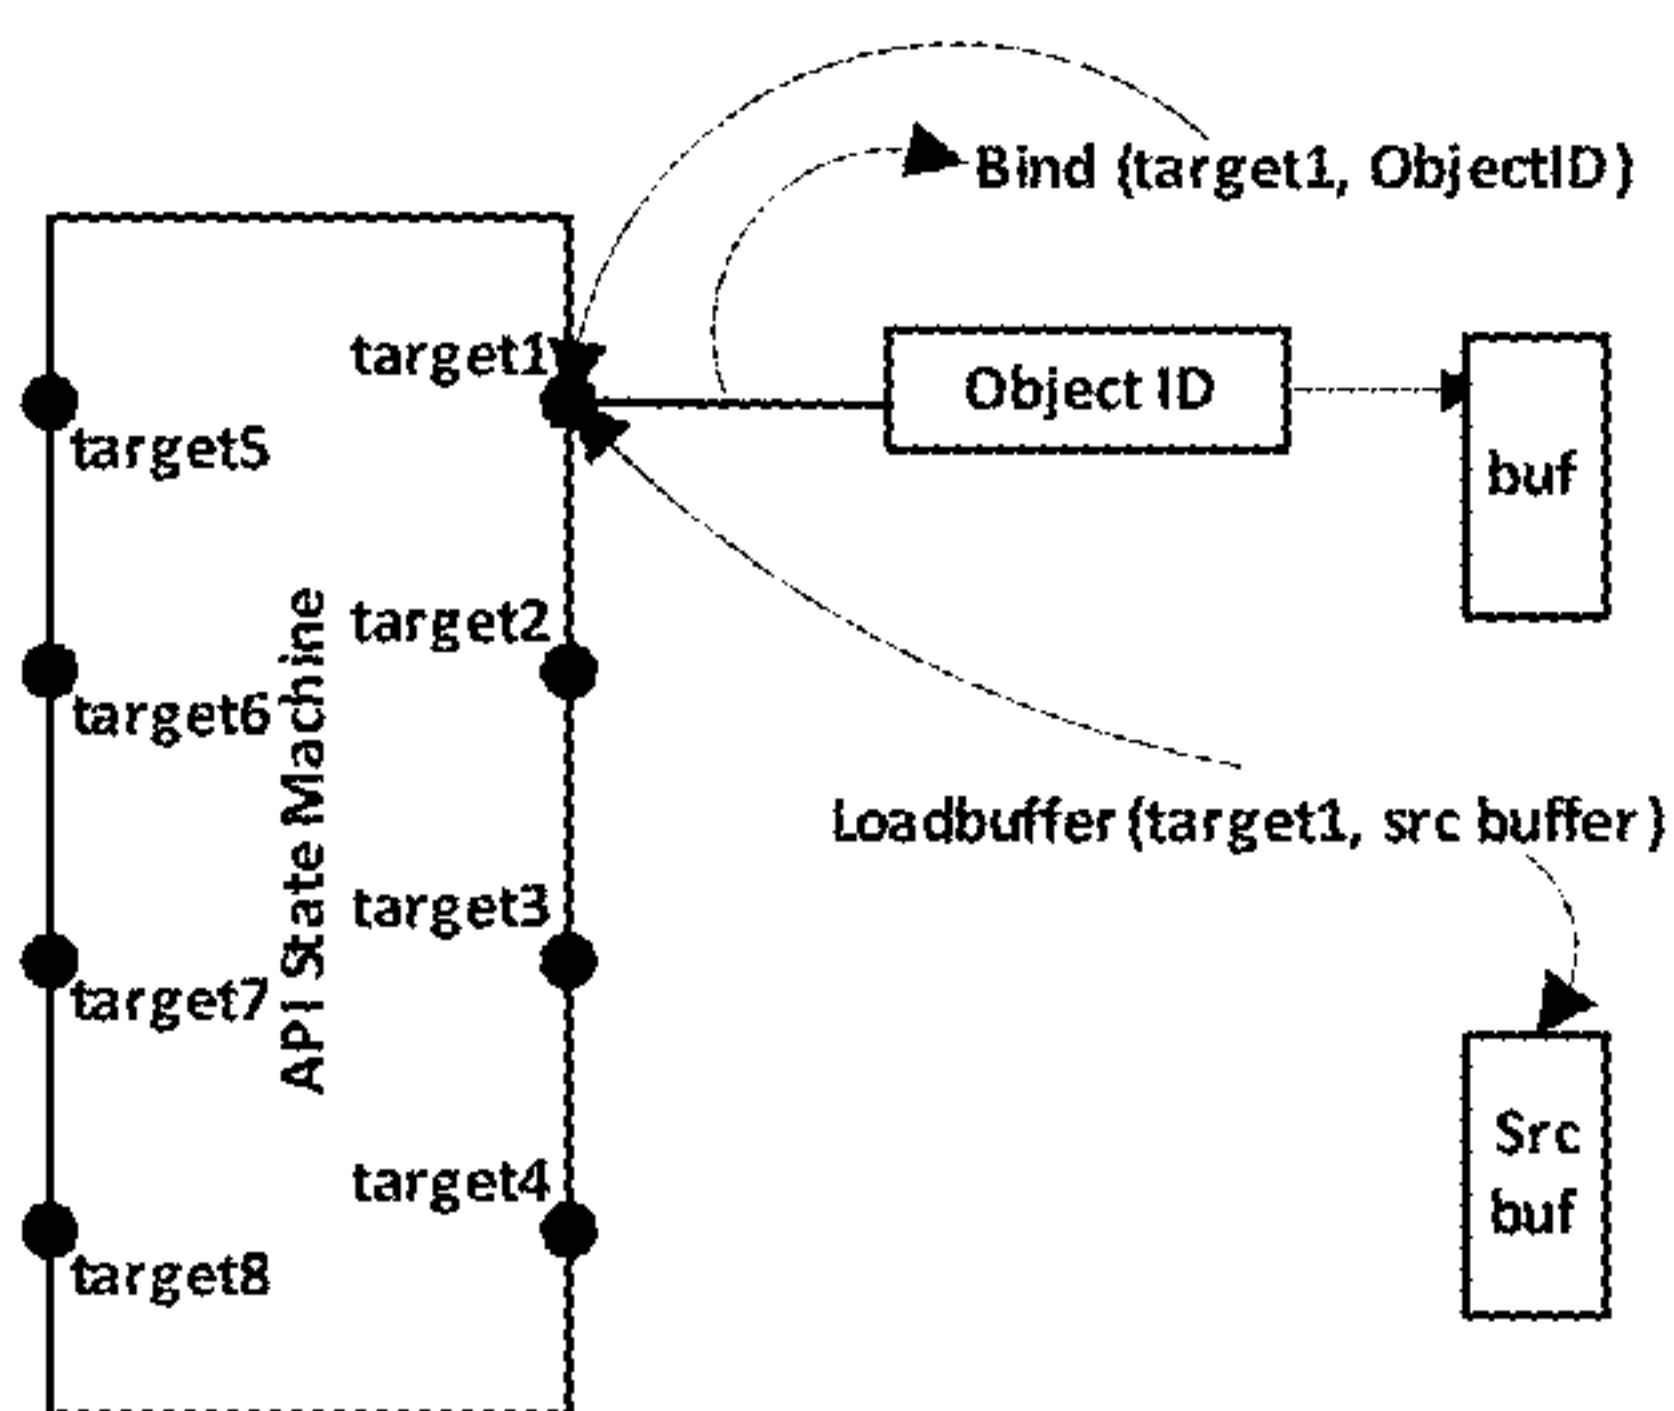 Bind (target1, ObjectID)
target1
Object ID
buf
target5
target2
target6
API State Machine
Loadbuffer (target1, src buffer)
target3
target7
Src
buf
target4
target8